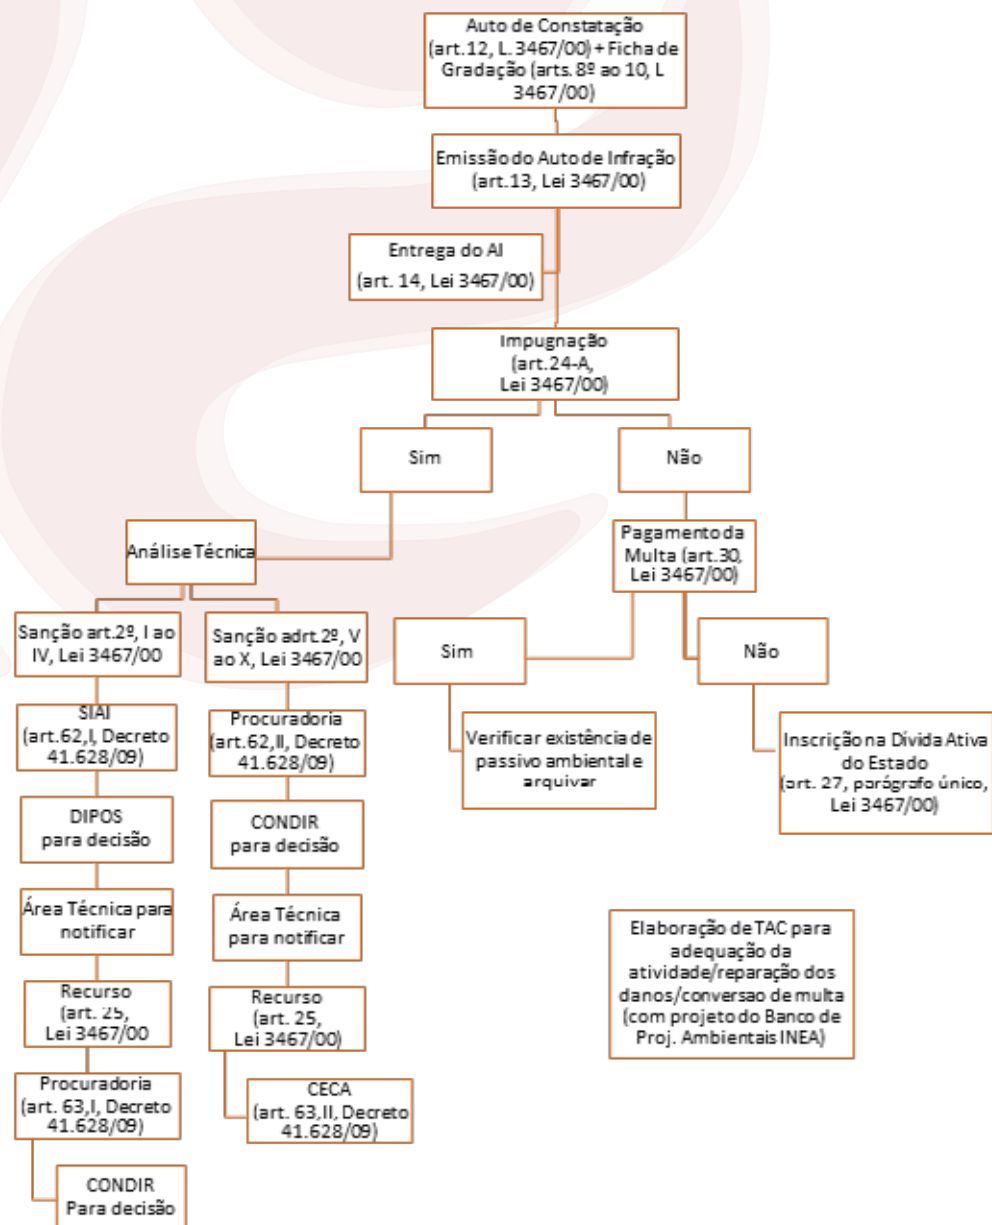 Auto de Constatação
(art.12, L. 3467/00) + Ficha de
Gradação (arts. 8º ao 10, L
3467/00)
Emissão do Auto de Infração
(art.13, Lei 3467/00)
Entrega do AI
(art. 14, Lei 3467/00)
Impugnação
(art.24-A,
Lei 3467/00)
Sim
Não
Análise Técnica
Pagamento da
Multa (art.30,
Lei 3467/00)
Sanção art.2º, I ao
IV, Lei 3467/00
Sanção adrt.2º, V
ao X, Lei 3467/00
Sim
Não
SIAI
(art.62,I, Decreto
41.628/09)
Procuradoria
(art.62,II, Decreto
41.628/09)
Verificar existência de
passivo ambiental e
arquivar
Inscrição na Dívida Ativa
do Estado
(art. 27, parágrafo único,
Lei 3467/00)
DIPOS
para decisão
CONDIR
para decisão
Área Técnica para
notificar
Área Técnica
para notificar
Elaboração de TAC para
adequação da
atividade/reparação dos
danos/conversao de multa
(com projeto do Banco de
Proj. Ambientais INEA)
Recurso
(art. 25,
Lei 3467/00
Recurso
(art. 25,
Lei 3467/00)
Procuradoria
(art. 63,I, Decreto
41.628/09)
CECA
(art. 63,II, Decreto
41.628/09)
CONDIR
Para decisão